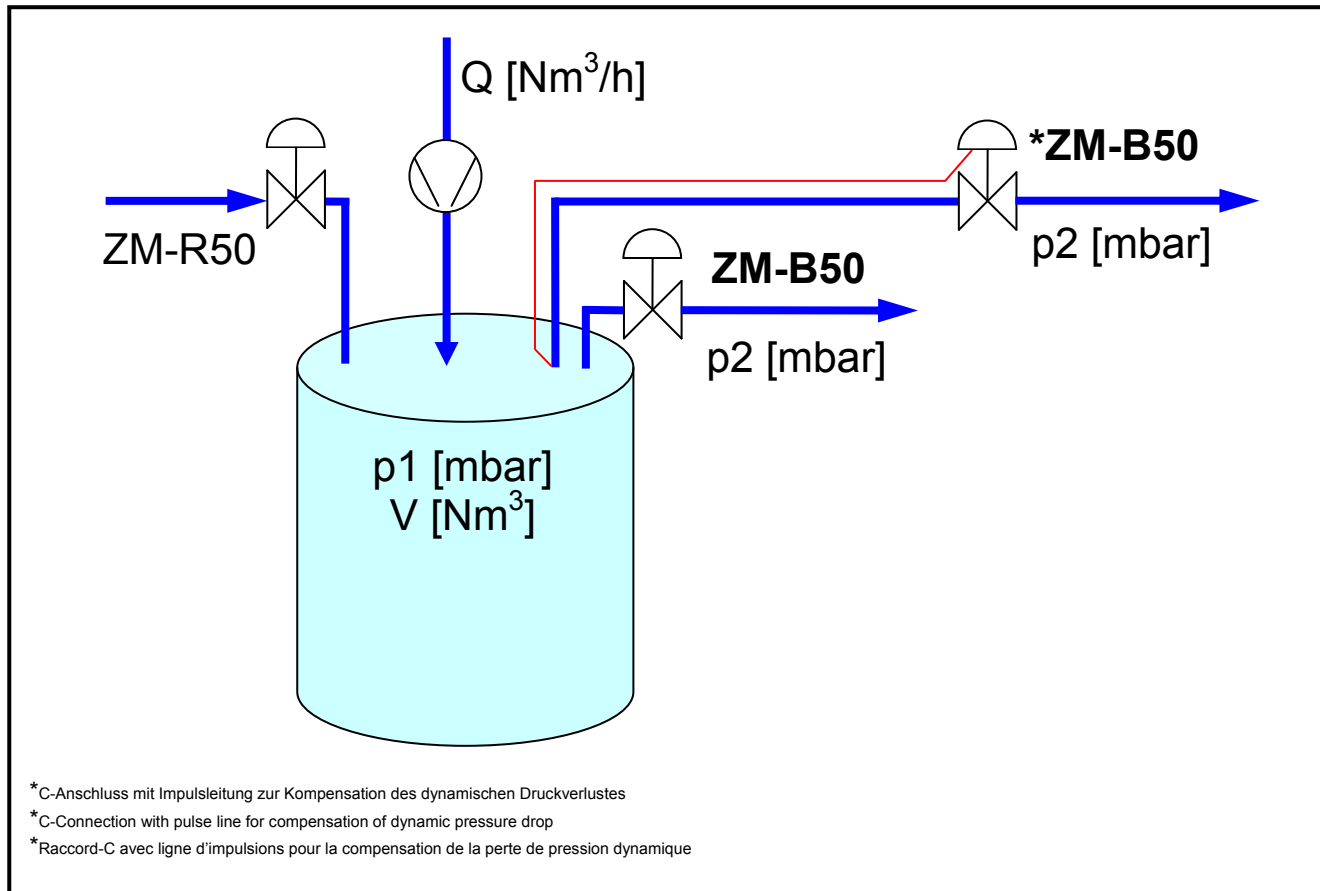 Q [Nm³/h]
*ZM-B50
ZM-R50
p2 [mbar]
ZM-B50
p2 [mbar]
p1 [mbar]
V [Nm³]
*C-Anschluss mit Impulsleitung zur Kompensation des dynamischen Druckverlustes
*C-Connection with pulse line for compensation of dynamic pressure drop
*Raccord-C avec ligne d'impulsions pour la compensation de la perte de pression dynamique